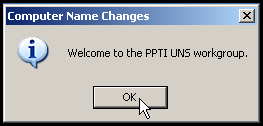 Computer Name Changes
Welcome to the PPTI UNS workgroup.
OK